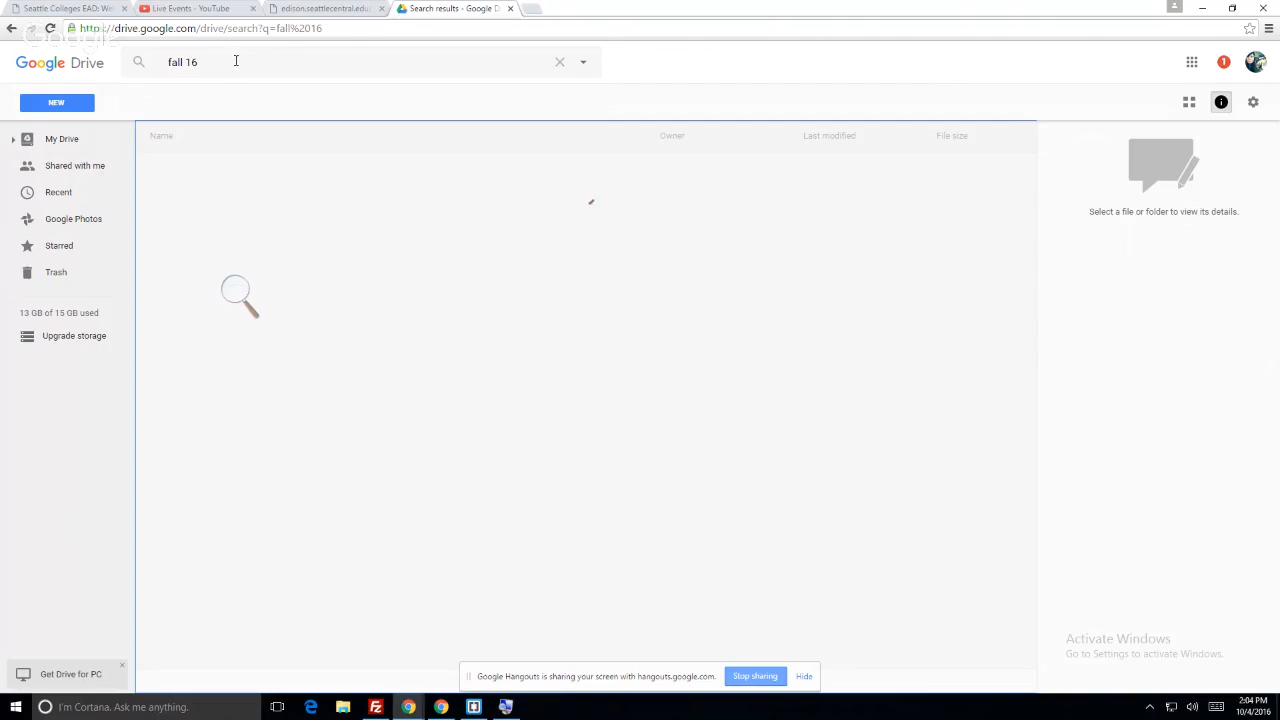 Seattle Colleges EAD: We
Live Events - YouTube
edison.seattlecentral.edu
Search results - Google D
https://drive.google.com/drive/search?q=fall%2016
Google Drive
fall 16
1
NEW
Name
Owner
Last modified
File size
My Drive
Shared with me
Recent
Google Photos
Starred
Trash
13 GB of 15 GB used
Upgrade storage
Select a file or folder to view its details.
Activate Windows
Go to Settings to activate Windows.
Get Drive for PC
Google Hangouts is sharing your screen with hangouts.google.com.
Stop sharing
Hide
I'm Cortana. Ask me anything.
2:04 PM
10/4/2016